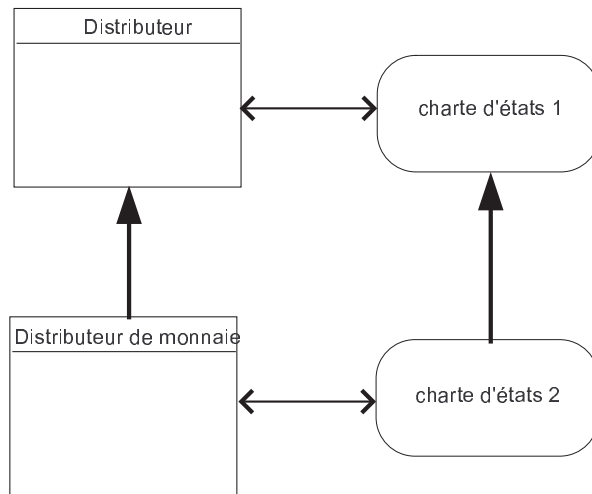 Distributeur
charte d'états 1
Distributeur de monnaie
charte d'états 2